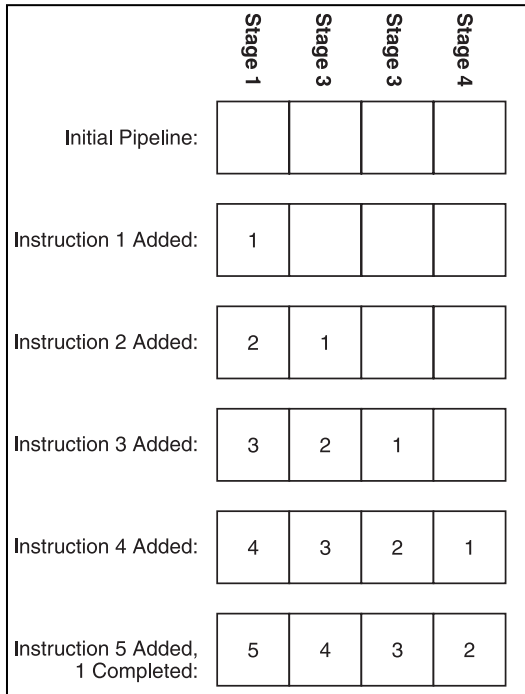 Stage 1 Stage 3 Stage 3 Stage 4
Initial Pipeline:
Instruction 1 Added: 1
Instruction 2 Added: 2 1
Instruction 3 Added: 3 2 1
Instruction 4 Added: 4 3 2 1
Instruction 5 Added, 5 4 3 2
1 Completed: